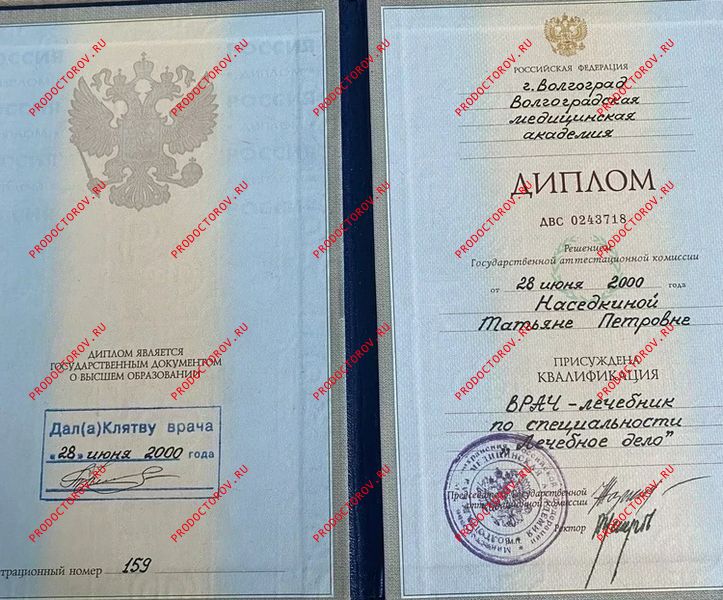 ДИПЛОМ ЯВЛЯЕТСЯ
ГОСУДАРСТВЕННЫМ ДОКУМЕНТОМ
О ВЫСШЕМ ОБРАЗОВАНИИ
Дал(а) Клятву врача
"28" июня 2000 года
трационный номер 159
РОССИЙСКАЯ ФЕДЕРАЦИЯ
г. Волгоград
Волгоградская
медицинская
академия
ДИПЛОМ
ДВС 0243718
Решением
Государственной аттестационной комиссии
от 28 июня 2000 года
Наседкиной
Татьяне Петровне
ПРИСУЖДЕНА
КВАЛИФИКАЦИЯ
ВРАЧ-лечебник
по специальности
"Лечебное дело"
Председатель Государственной
аттестационной комиссии
Ректор
PRODOCTOROV.RU